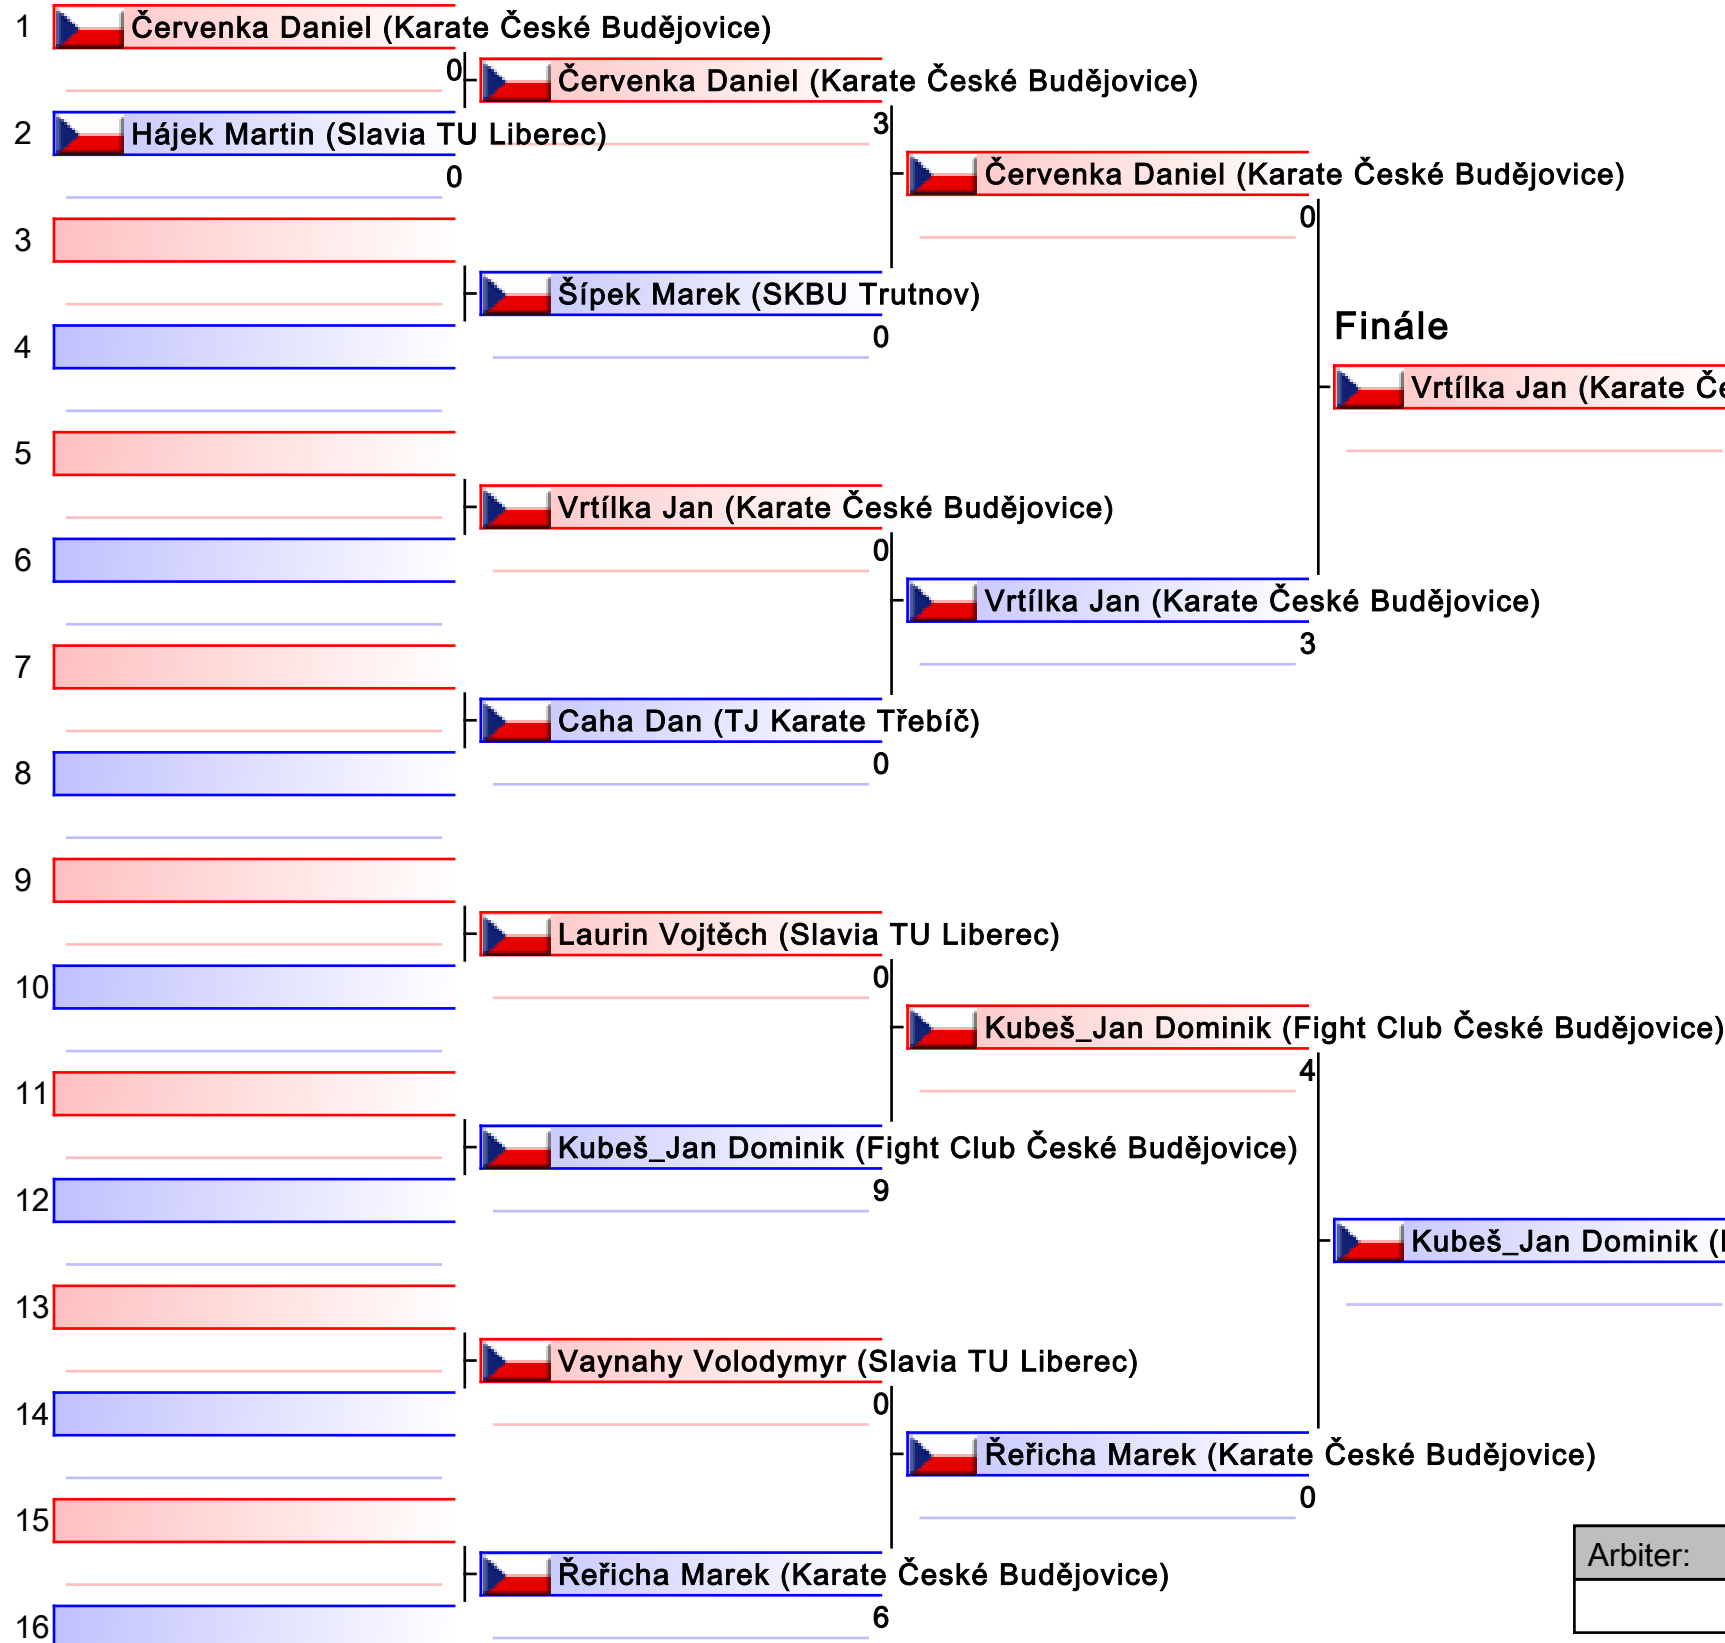 1 Červenka Daniel (Karate České Budějovice)
0
Červenka Daniel (Karate České Budějovice)
3
2 Hájek Martin (Slavia TU Liberec)
0
Červenka Daniel (Karate České Budějovice)
0
3
Šípek Marek (SKBU Trutnov)
0
4
Finále
Vrtílka Jan (Karate Če
5
Vrtílka Jan (Karate České Budějovice)
0
6
Vrtílka Jan (Karate České Budějovice)
3
7
Caha Dan (TJ Karate Třebíč)
0
8
9
Laurin Vojtěch (Slavia TU Liberec)
0
10
Kubeš_Jan Dominik (Fight Club České Budějovice)
4
11
Kubeš_Jan Dominik (Fight Club České Budějovice)
9
12
Kubeš_Jan Dominik (
13
Vaynahy Volodymyr (Slavia TU Liberec)
0
14
Řeřicha Marek (Karate České Budějovice)
0
15
Arbiter:
Řeřicha Marek (Karate České Budějovice)
6
16